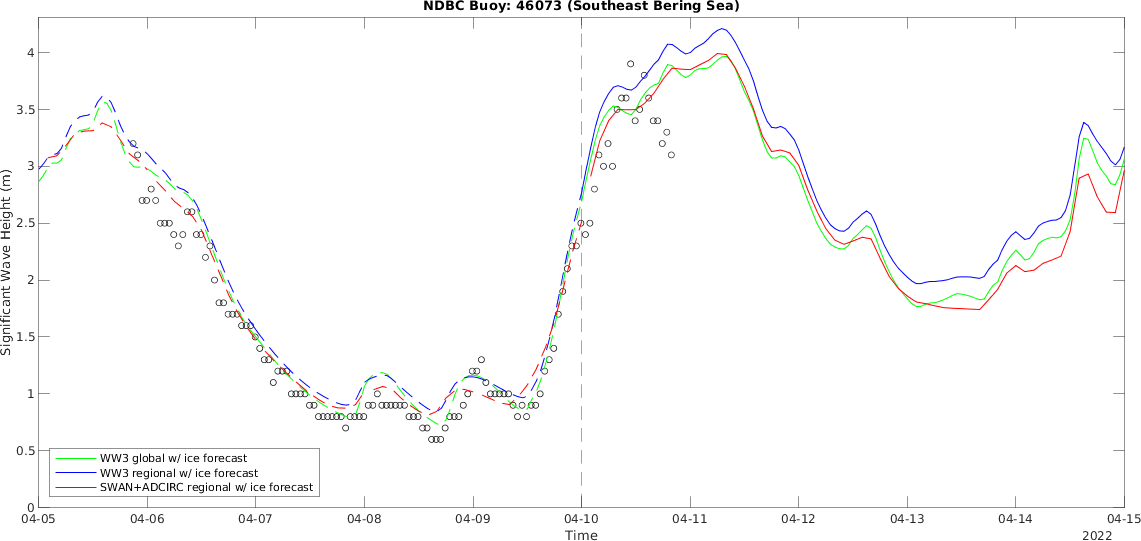 NDBC Buoy: 46073 (Southeast Bering Sea)
Significant Wave Height (m)
4
3.5
3
2.5
2
1.5
1
0.5
0
WW3 global w/ ice forecast
WW3 regional w/ ice forecast
SWAN+ADCIRC regional w/ ice forecast
04-05 04-06 04-07 04-08 04-09 04-10 04-11 04-12 04-13 04-14 04-15
Time
2022